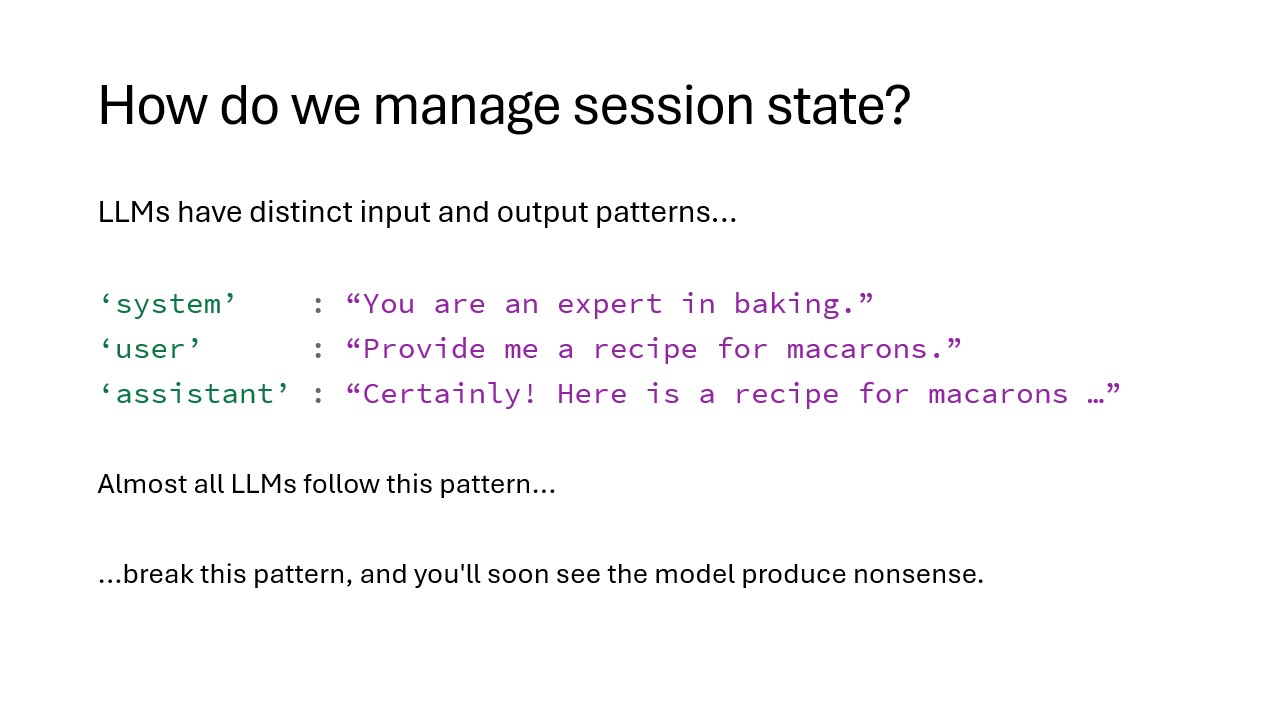 How do we manage session state?
LLMs have distinct input and output patterns...
‘system’ : “You are an expert in baking.”
‘user’ : “Provide me a recipe for macarons.”
‘assistant’ : “Certainly! Here is a recipe for macarons …”
Almost all LLMs follow this pattern...
...break this pattern, and you'll soon see the model produce nonsense.